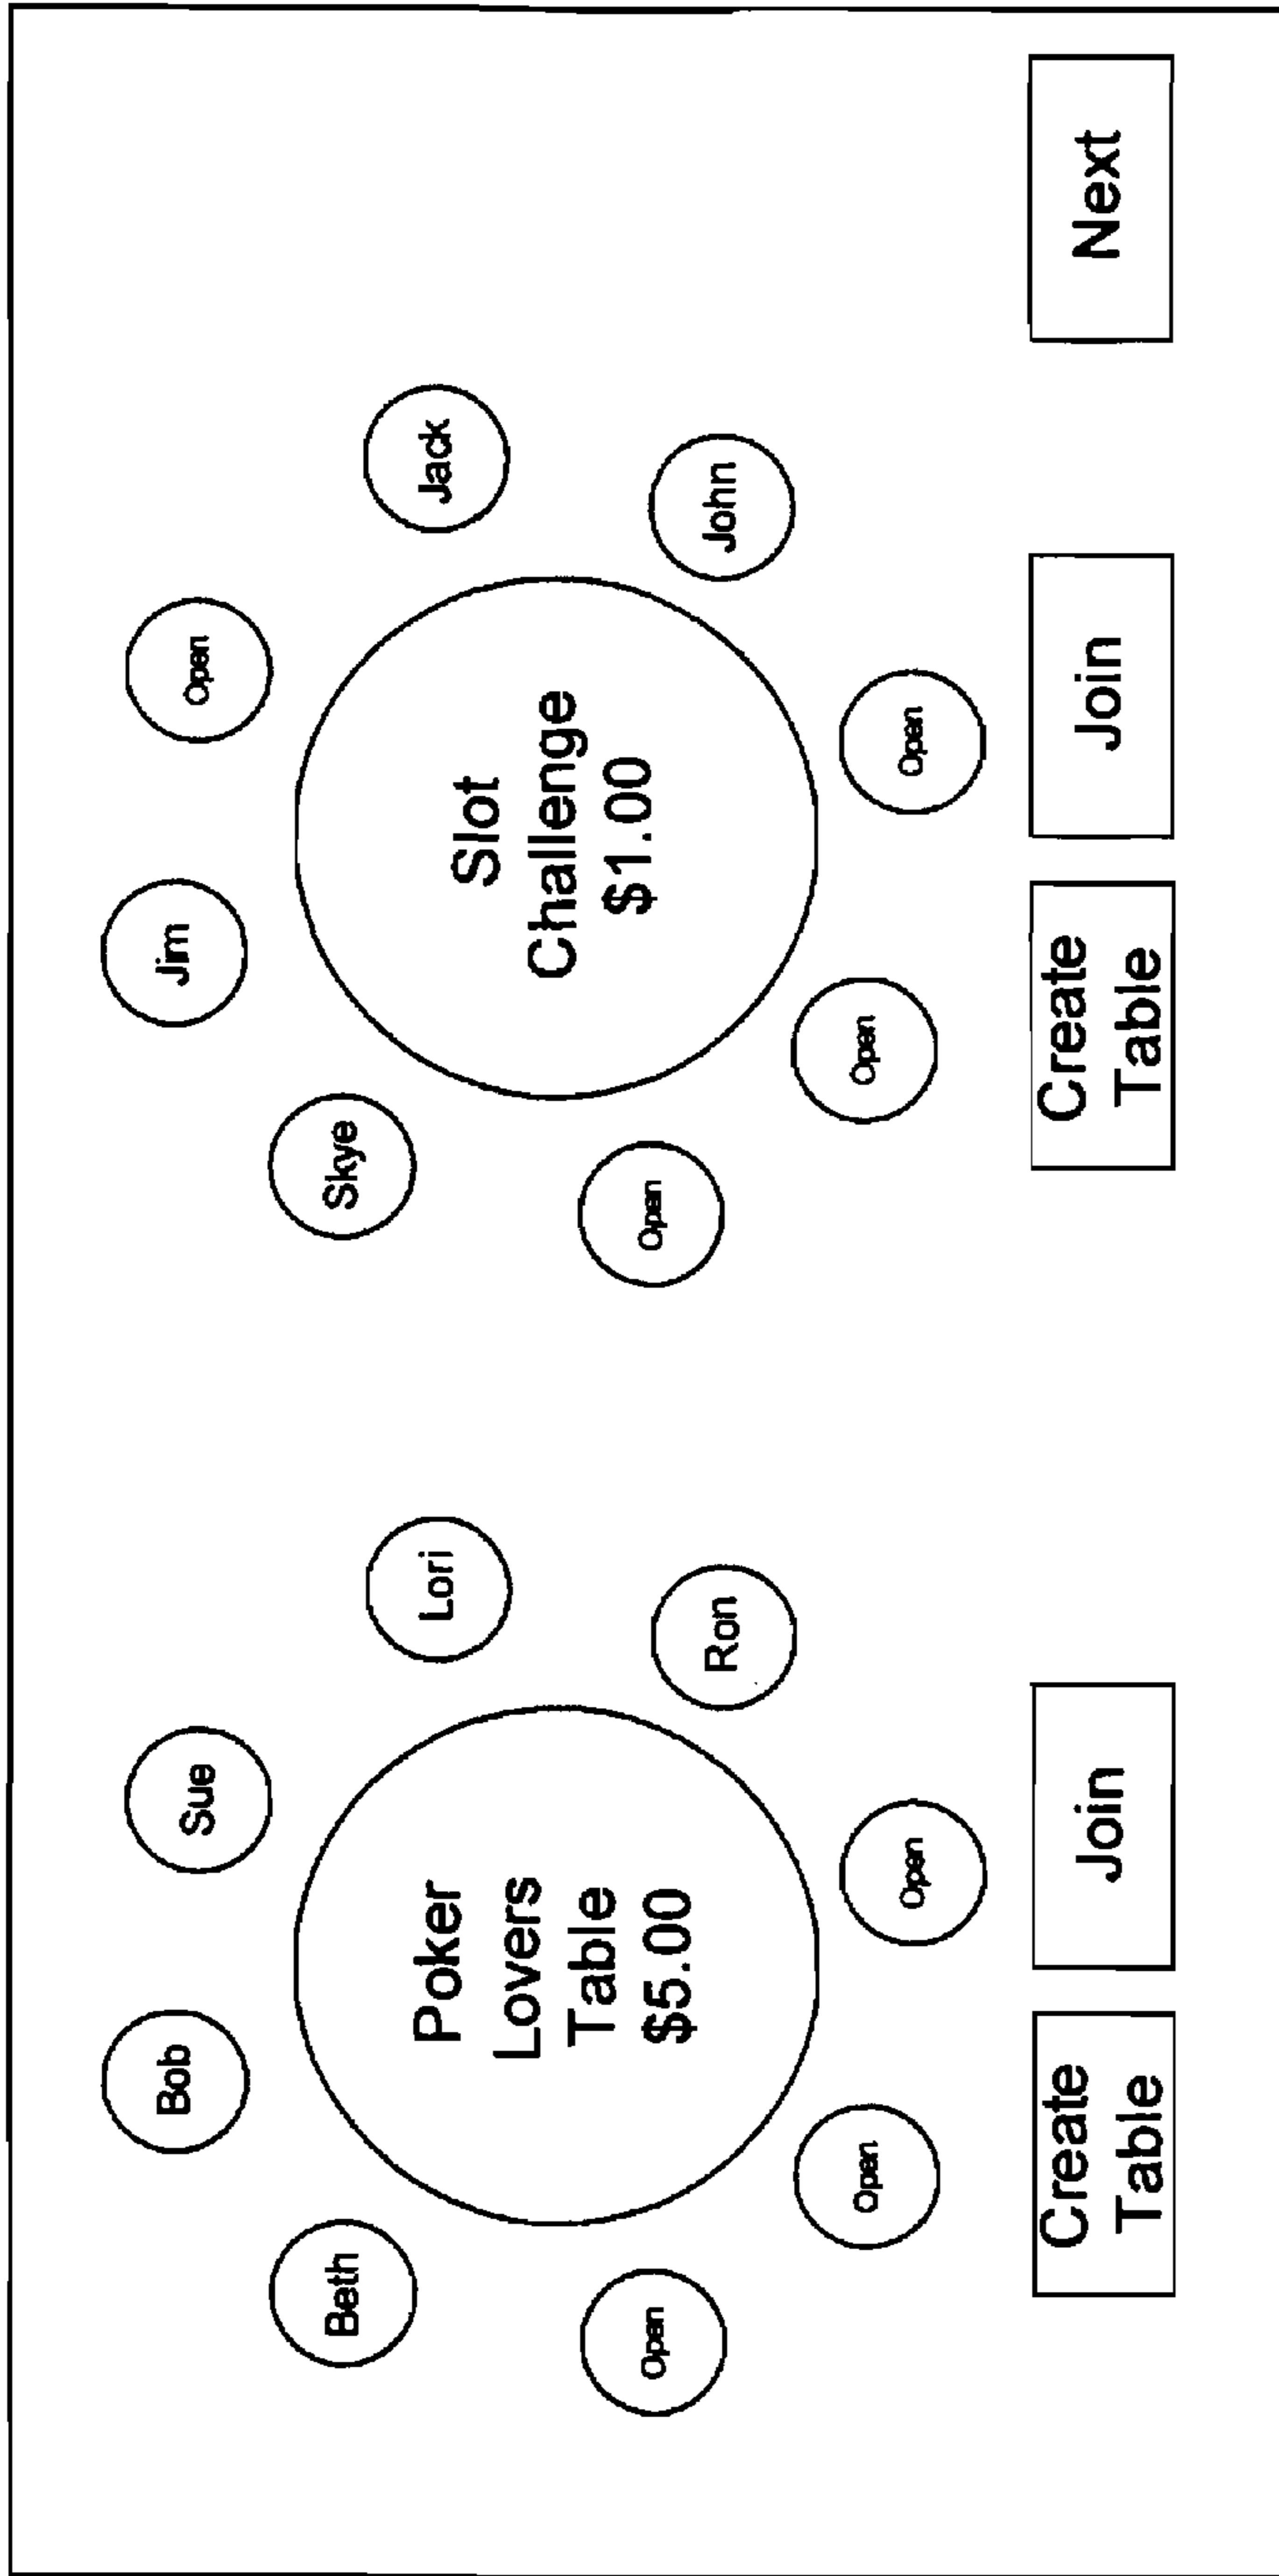 Bob
Sue
Beth
Lori
Poker
Lovers
Table
$5.00
Open
Ron
Open
Open
Create
Table
Join
Jim
Open
Skye
Jack
Slot
Challenge
$1.00
Open
John
Open
Open
Create
Table
Join
Next